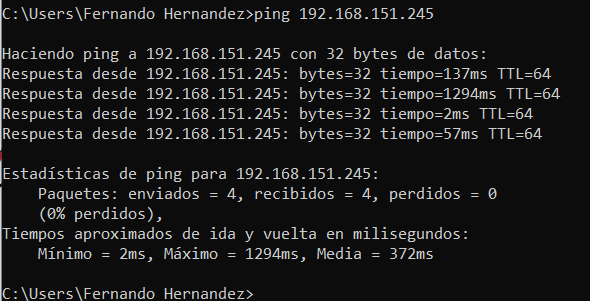 C:\Users\Fernando Hernandez>ping 192.168.151.245
Haciendo ping a 192.168.151.245 con 32 bytes de datos:
Respuesta desde 192.168.151.245: bytes=32 tiempo=137ms TTL=64
Respuesta desde 192.168.151.245: bytes=32 tiempo=1294ms TTL=64
Respuesta desde 192.168.151.245: bytes=32 tiempo=2ms TTL=64
Respuesta desde 192.168.151.245: bytes=32 tiempo=57ms TTL=64
Estadísticas de ping para 192.168.151.245:
Paquetes: enviados = 4, recibidos = 4, perdidos = 0
(0% perdidos),
Tiempos aproximados de ida y vuelta en milisegundos:
Mínimo = 2ms, Máximo = 1294ms, Media = 372ms
C:\Users\Fernando Hernandez>